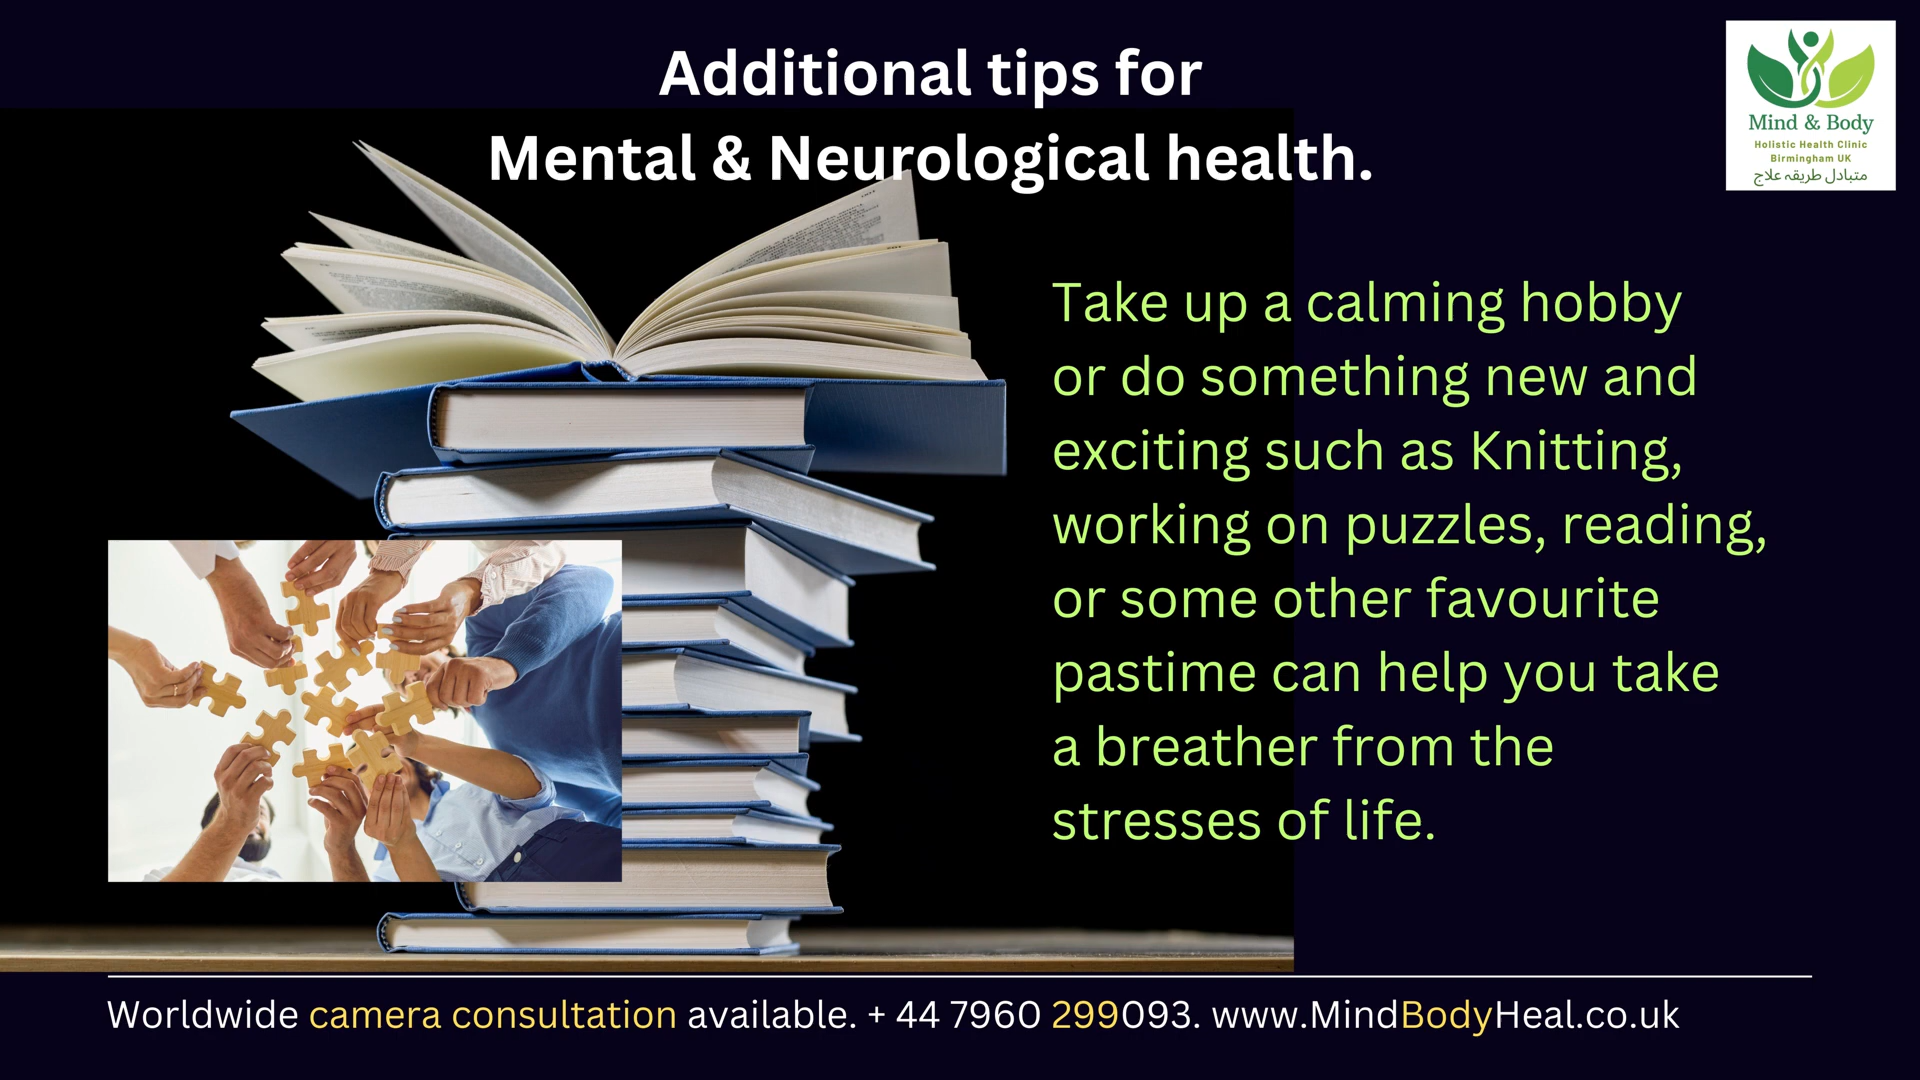 Additional tips for
Mental & Neurological health.
Mind & Body
Holistic Health Clinic
Birmingham UK
متبادل طریقہ علاج
Take up a calming hobby
or do something new and
exciting such as Knitting,
working on puzzles, reading,
or some other favourite
pastime can help you take
a breather from the
stresses of life.
Worldwide camera consultation available. + 44 7960 299093. www.MindBodyHeal.co.uk